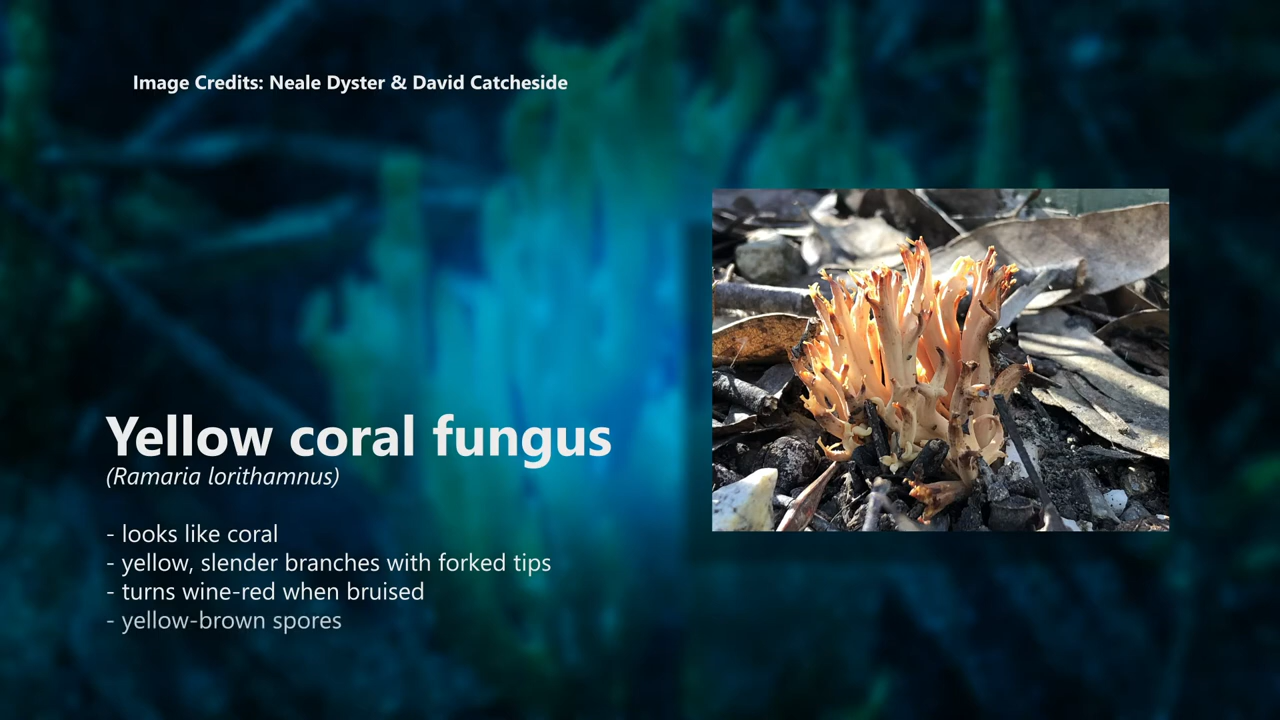 Image Credits: Neale Dyster & David Catcheside
Yellow coral fungus
(Ramaria lorithamnus)
- looks like coral
- yellow, slender branches with forked tips
- turns wine-red when bruised
- yellow-brown spores